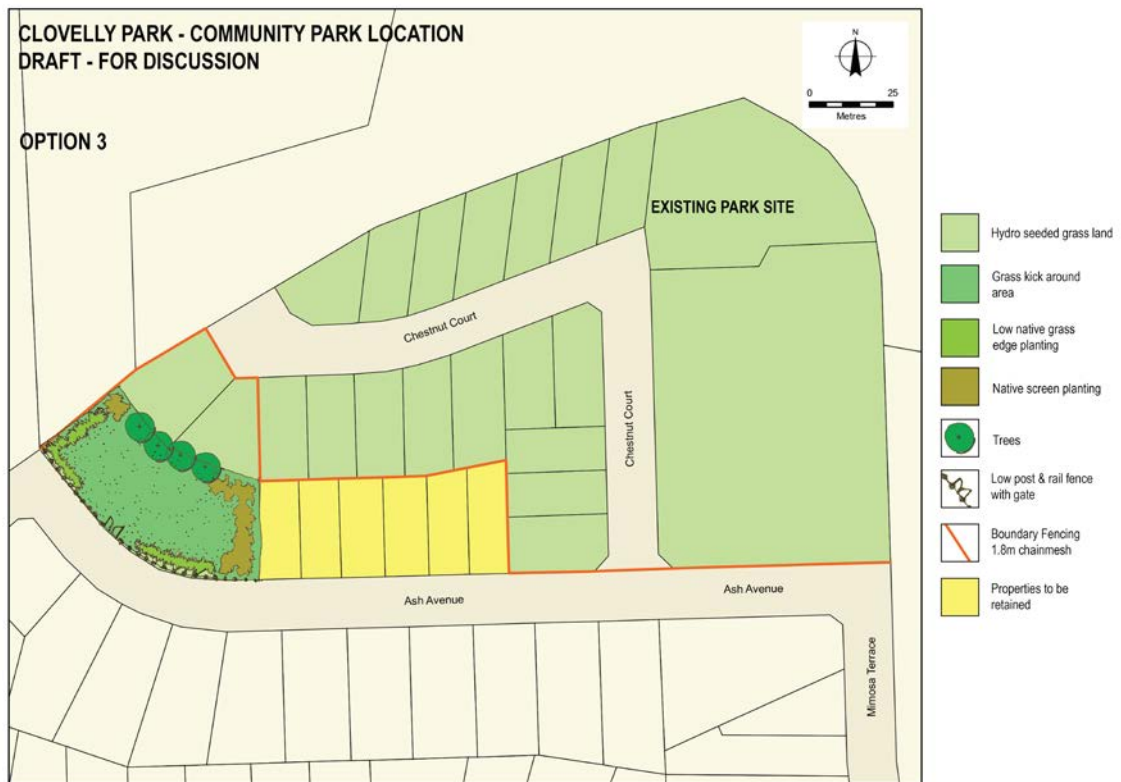 CLOVELLY PARK - COMMUNITY PARK LOCATION
DRAFT - FOR DISCUSSION
OPTION 3
N
0 25
Metres
EXISTING PARK SITE
Chestnut Court
Chestnut Court
Ash Avenue
Ash Avenue
Mimosa Terrace
Hydro seeded grass land
Grass kick around
area
Low native grass
edge planting
Native screen planting
Trees
Low post & rail fence
with gate
Boundary Fencing
1.8m chainmesh
Properties to be
retained